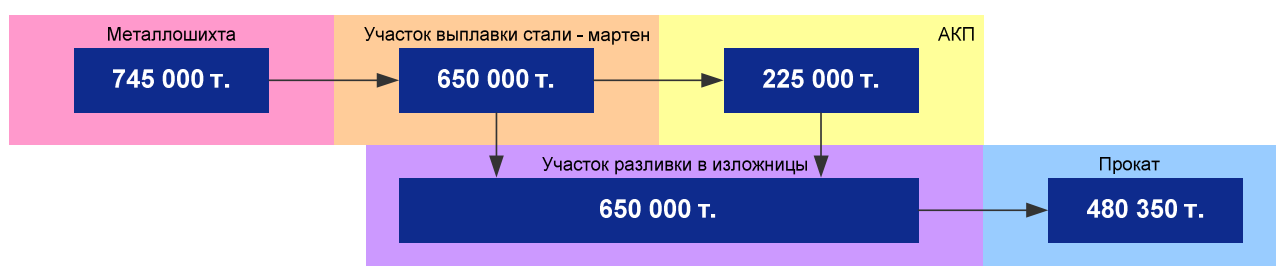 Металлошихта
745 000 т.
Участок выплавки стали - мартен
650 000 т.
АКП
225 000 т.
Участок разливки в изложницы
650 000 т.
Прокат
480 350 т.